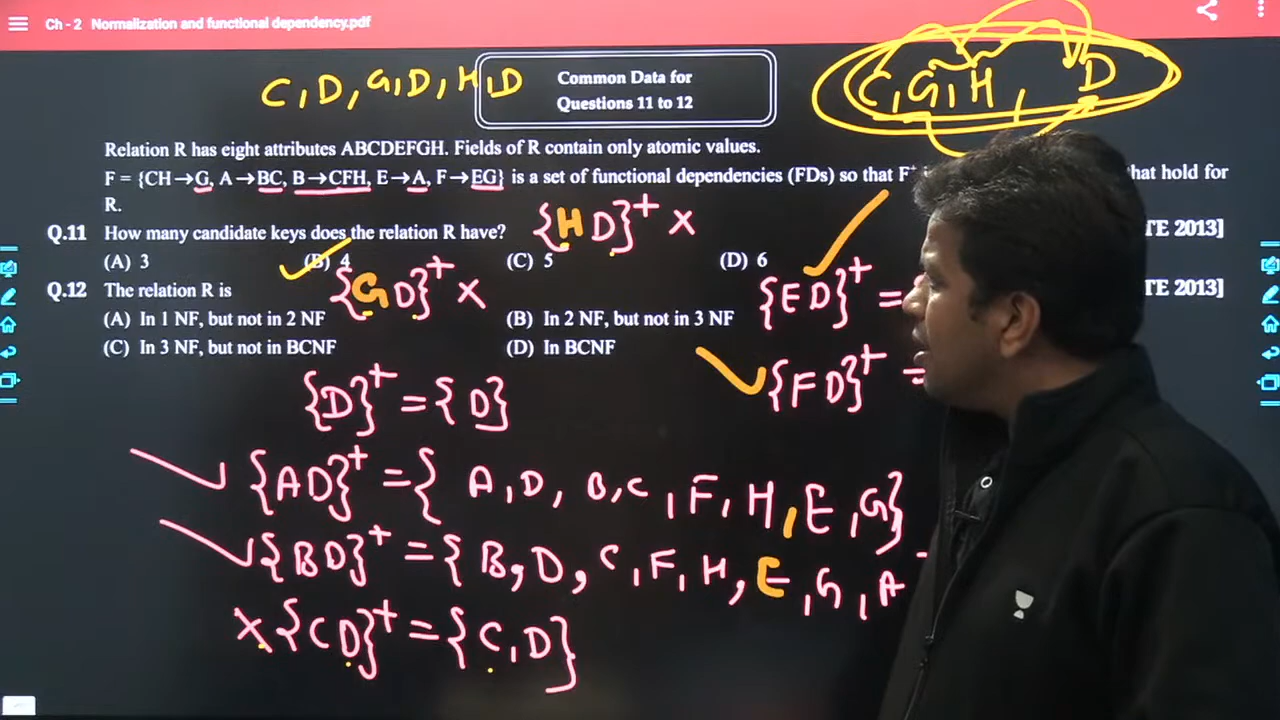 Ch - 2 Normalization and functional dependency.pdf
C,D, G,D, H,D
Common Data for
Questions 11 to 12
C,G,H, D
Relation R has eight attributes ABCDEFGH. Fields of R contain only atomic values.
F = {CH→G, A→BC, B→CFH, E→A, F→EG} is a set of functional dependencies (FDs) so that F⁺ that hold for
R.
Q.11 How many candidate keys does the relation R have? TE 2013]
(A) 3 (B) 4 (C) 5 (D) 6
{HD}⁺ ×
Q.12 The relation R is TE 2013]
{GD}⁺ ×
{ED}⁺ =
(A) In 1 NF, but not in 2 NF (B) In 2 NF, but not in 3 NF
(C) In 3 NF, but not in BCNF (D) In BCNF
{FD}⁺ =
{D}⁺ = {D}
{AD}⁺ = { A,D, B,C, F, H, E, G}
{BD}⁺ = {B,D, C, F, H, E, G, A
×{CD}⁺ = {C,D}